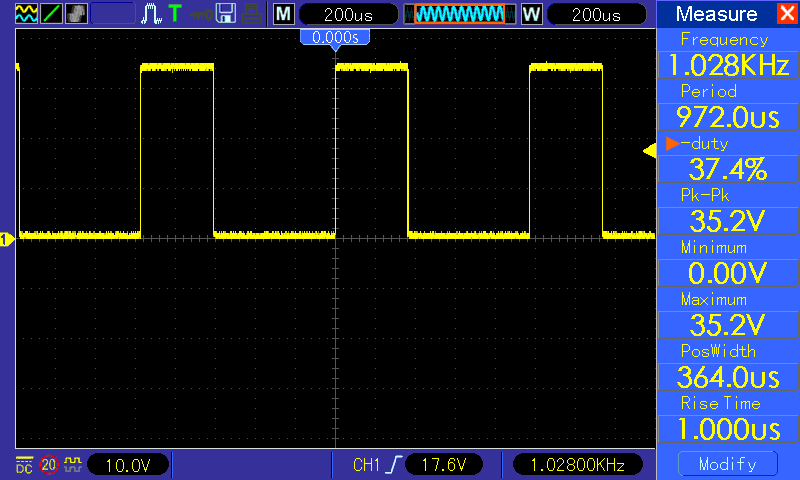 T M 200us W 200us Measure
0.000s
Frequency
1.028KHz
Period
972.0us
-duty
37.4%
Pk-Pk
35.2V
Minimum
0.00V
Maximum
35.2V
PosWidth
364.0us
Rise Time
1.000us
1
DC 20 10.0V CH1 17.6V 1.02800KHz Modify